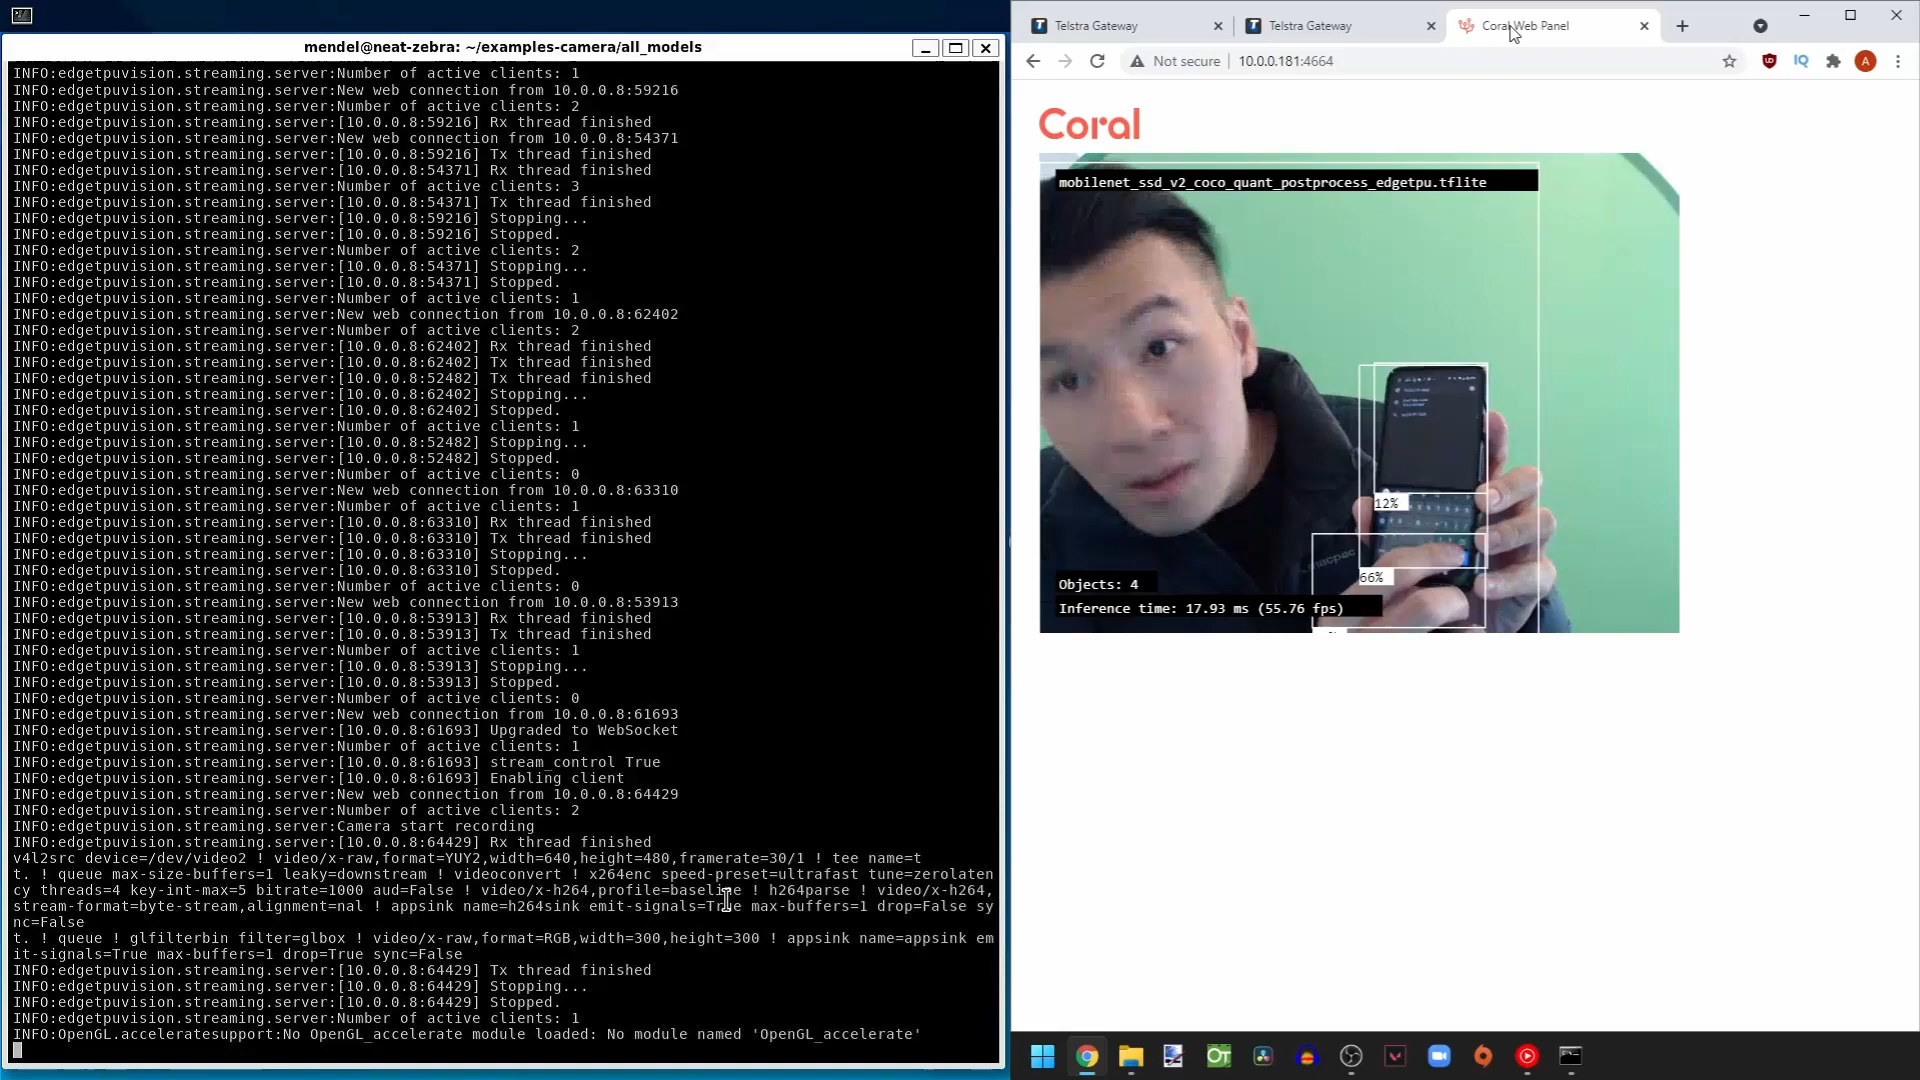 mendel@neat-zebra: ~/examples-camera/all_models
INFO:edgetpuvision.streaming.server:Number of active clients: 1
INFO:edgetpuvision.streaming.server:New web connection from 10.0.0.8:59216
INFO:edgetpuvision.streaming.server:Number of active clients: 2
INFO:edgetpuvision.streaming.server:[10.0.0.8:59216] Rx thread finished
INFO:edgetpuvision.streaming.server:New web connection from 10.0.0.8:54371
INFO:edgetpuvision.streaming.server:[10.0.0.8:59216] Tx thread finished
INFO:edgetpuvision.streaming.server:[10.0.0.8:54371] Rx thread finished
INFO:edgetpuvision.streaming.server:Number of active clients: 3
INFO:edgetpuvision.streaming.server:[10.0.0.8:54371] Tx thread finished
INFO:edgetpuvision.streaming.server:[10.0.0.8:59216] Stopping...
INFO:edgetpuvision.streaming.server:[10.0.0.8:59216] Stopped.
INFO:edgetpuvision.streaming.server:Number of active clients: 2
INFO:edgetpuvision.streaming.server:[10.0.0.8:54371] Stopping...
INFO:edgetpuvision.streaming.server:[10.0.0.8:54371] Stopped.
INFO:edgetpuvision.streaming.server:Number of active clients: 1
INFO:edgetpuvision.streaming.server:New web connection from 10.0.0.8:62402
INFO:edgetpuvision.streaming.server:Number of active clients: 2
INFO:edgetpuvision.streaming.server:[10.0.0.8:62402] Rx thread finished
INFO:edgetpuvision.streaming.server:[10.0.0.8:62402] Tx thread finished
INFO:edgetpuvision.streaming.server:[10.0.0.8:52482] Tx thread finished
INFO:edgetpuvision.streaming.server:[10.0.0.8:62402] Stopping...
INFO:edgetpuvision.streaming.server:[10.0.0.8:62402] Stopped.
INFO:edgetpuvision.streaming.server:Number of active clients: 1
INFO:edgetpuvision.streaming.server:[10.0.0.8:52482] Stopping...
INFO:edgetpuvision.streaming.server:[10.0.0.8:52482] Stopped.
INFO:edgetpuvision.streaming.server:Number of active clients: 0
INFO:edgetpuvision.streaming.server:New web connection from 10.0.0.8:63310
INFO:edgetpuvision.streaming.server:Number of active clients: 1
INFO:edgetpuvision.streaming.server:[10.0.0.8:63310] Rx thread finished
INFO:edgetpuvision.streaming.server:[10.0.0.8:63310] Tx thread finished
INFO:edgetpuvision.streaming.server:[10.0.0.8:63310] Stopping...
INFO:edgetpuvision.streaming.server:[10.0.0.8:63310] Stopped.
INFO:edgetpuvision.streaming.server:Number of active clients: 0
INFO:edgetpuvision.streaming.server:New web connection from 10.0.0.8:53913
INFO:edgetpuvision.streaming.server:[10.0.0.8:53913] Rx thread finished
INFO:edgetpuvision.streaming.server:[10.0.0.8:53913] Tx thread finished
INFO:edgetpuvision.streaming.server:Number of active clients: 1
INFO:edgetpuvision.streaming.server:[10.0.0.8:53913] Stopping...
INFO:edgetpuvision.streaming.server:[10.0.0.8:53913] Stopped.
INFO:edgetpuvision.streaming.server:Number of active clients: 0
INFO:edgetpuvision.streaming.server:New web connection from 10.0.0.8:61693
INFO:edgetpuvision.streaming.server:[10.0.0.8:61693] Upgraded to WebSocket
INFO:edgetpuvision.streaming.server:Number of active clients: 1
INFO:edgetpuvision.streaming.server:[10.0.0.8:61693] stream_control True
INFO:edgetpuvision.streaming.server:[10.0.0.8:61693] Enabling client
INFO:edgetpuvision.streaming.server:New web connection from 10.0.0.8:64429
INFO:edgetpuvision.streaming.server:Number of active clients: 2
INFO:edgetpuvision.streaming.server:Camera start recording
INFO:edgetpuvision.streaming.server:[10.0.0.8:64429] Rx thread finished
v4l2src device=/dev/video2 ! video/x-raw,format=YUY2,width=640,height=480,framerate=30/1 ! tee name=t
t. ! queue max-size-buffers=1 leaky=downstream ! videoconvert ! x264enc speed-preset=ultrafast tune=zerolaten
cy threads=4 key-int-max=5 bitrate=1000 aud=False ! video/x-h264,profile=baseline ! h264parse ! video/x-h264,
stream-format=byte-stream,alignment=nal ! appsink name=h264sink emit-signals=True max-buffers=1 drop=False sy
nc=False
t. ! queue ! glfilterbin filter=glbox ! video/x-raw,format=RGB,width=300,height=300 ! appsink name=appsink em
it-signals=True max-buffers=1 drop=True sync=False
INFO:edgetpuvision.streaming.server:[10.0.0.8:64429] Tx thread finished
INFO:edgetpuvision.streaming.server:[10.0.0.8:64429] Stopping...
INFO:edgetpuvision.streaming.server:[10.0.0.8:64429] Stopped.
INFO:edgetpuvision.streaming.server:Number of active clients: 1
INFO:OpenGL.acceleratesupport:No OpenGL_accelerate module loaded: No module named 'OpenGL_accelerate'
Telstra Gateway
Telstra Gateway
Coral Web Panel
Not secure | 10.0.0.181:4664
IQ
A
Coral
mobilenet_ssd_v2_coco_quant_postprocess_edgetpu.tflite
12%
macpac
66%
Objects: 4
Inference time: 17.93 ms (55.76 fps)
OT